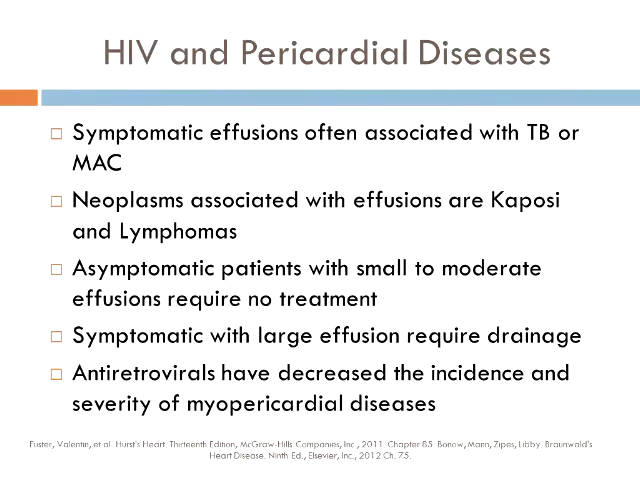 HIV and Pericardial Diseases
Symptomatic effusions often associated with TB or
MAC
Neoplasms associated with effusions are Kaposi
and Lymphomas
Asymptomatic patients with small to moderate
effusions require no treatment
Symptomatic with large effusion require drainage
Antiretrovirals have decreased the incidence and
severity of myopericardial diseases
Fuster, Valentin, et al. Hurst's Heart. Thirteenth Edition, McGraw-Hills Companies, Inc., 2011. Chapter 85. Bonow, Mann, Zipes, Libby. Braunwald's
Heart Disease. Ninth Ed., Elsevier, Inc., 2012 Ch. 75.